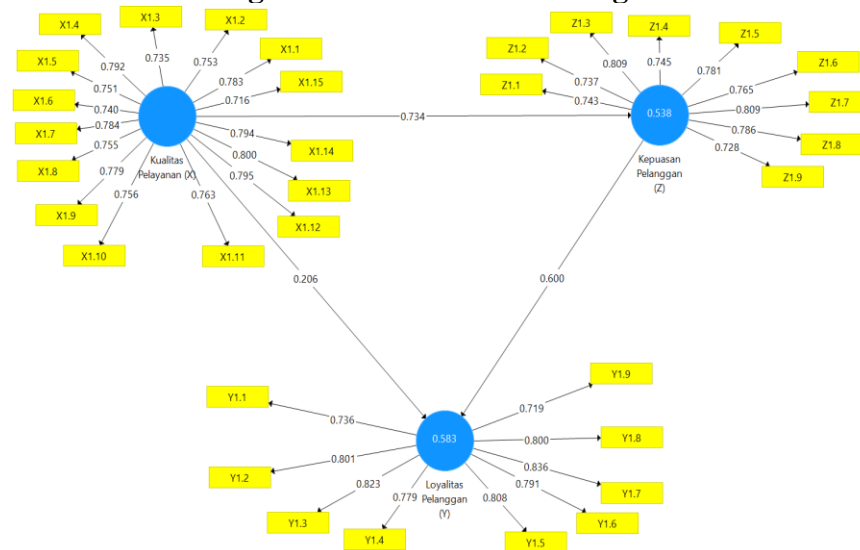 X1.4
X1.3
X1.2
X1.5
X1.1
X1.6
X1.15
X1.7
X1.8
X1.14
X1.9
X1.13
X1.12
X1.10
X1.11
0.792
0.735
0.753
0.751
0.783
0.740
0.716
0.784
0.755
0.794
0.779
0.800
0.756
0.795
0.763
Kualitas
Pelayanan (X)
0.734
0.206
Z1.3
Z1.4
Z1.5
Z1.2
Z1.6
Z1.1
Z1.7
Z1.8
Z1.9
0.809
0.745
0.781
0.737
0.765
0.743
0.809
0.786
0.728
0.538
Kepuasan
Pelanggan
(Z)
0.600
Y1.1
Y1.9
Y1.2
Y1.8
Y1.3
Y1.7
Y1.4
Y1.5
Y1.6
0.736
0.719
0.801
0.800
0.823
0.836
0.779
0.808
0.791
0.583
Loyalitas
Pelanggan
(Y)